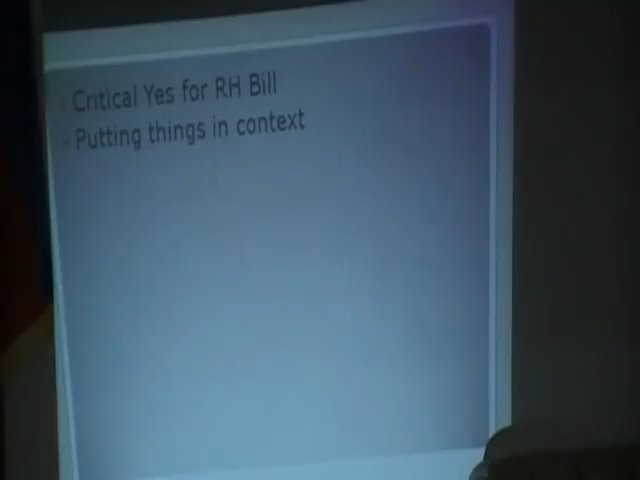 Critical Yes for RH Bill
Putting things in context